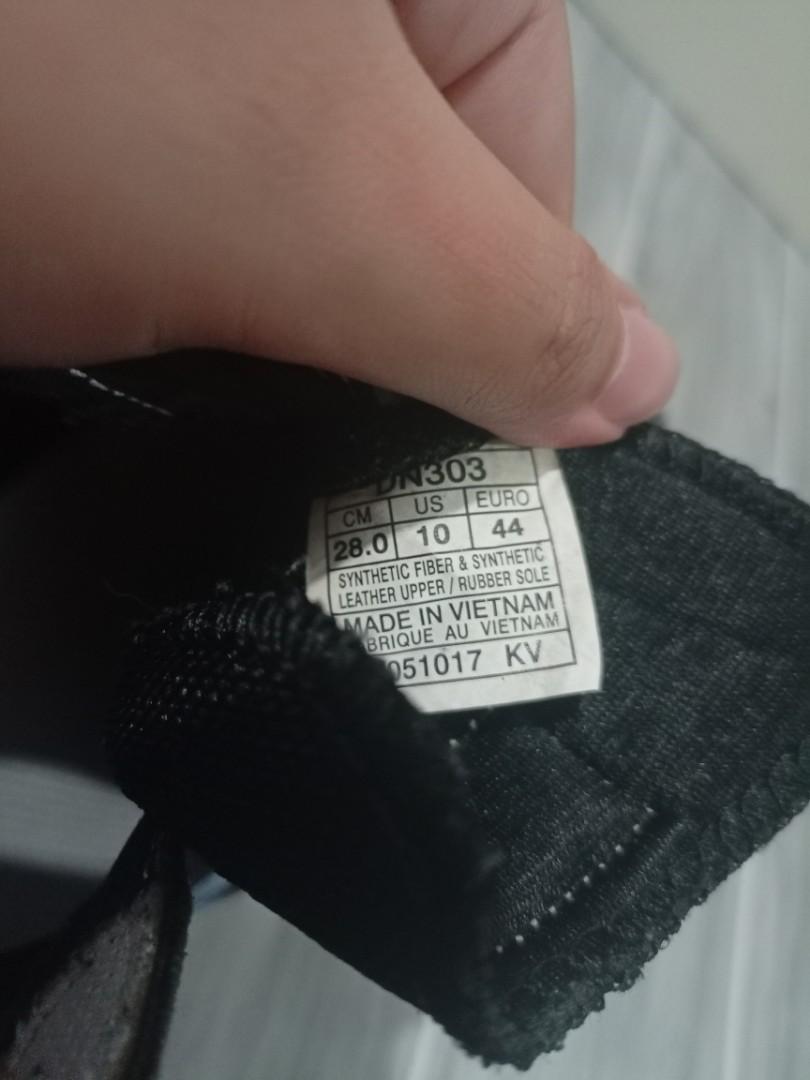 DN303
CM US EURO
28.0 10 44
SYNTHETIC FIBER & SYNTHETIC
LEATHER UPPER / RUBBER SOLE
MADE IN VIETNAM
BRIQUE AU VIETNAM
051017 KV